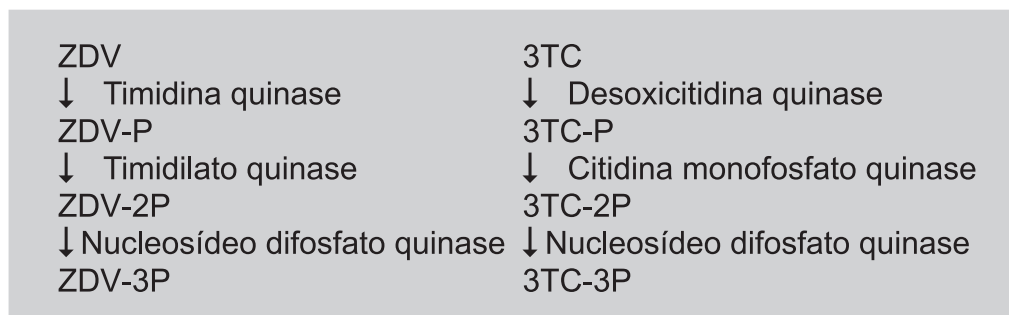 ZDV 3TC
↓ Timidina quinase ↓ Desoxicitidina quinase
ZDV-P 3TC-P
↓ Timidilato quinase ↓ Citidina monofosfato quinase
ZDV-2P 3TC-2P
↓ Nucleosídeo difosfato quinase ↓ Nucleosídeo difosfato quinase
ZDV-3P 3TC-3P